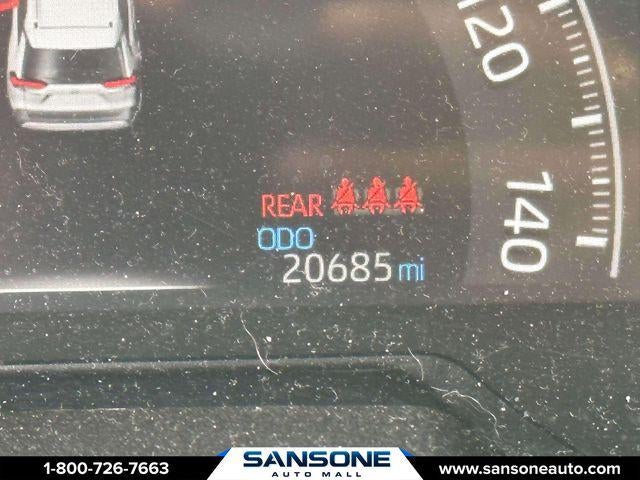 120
140
REAR
ODO
20685 mi
1-800-726-7663
SANSONE
AUTO MALL
www.sansoneauto.com